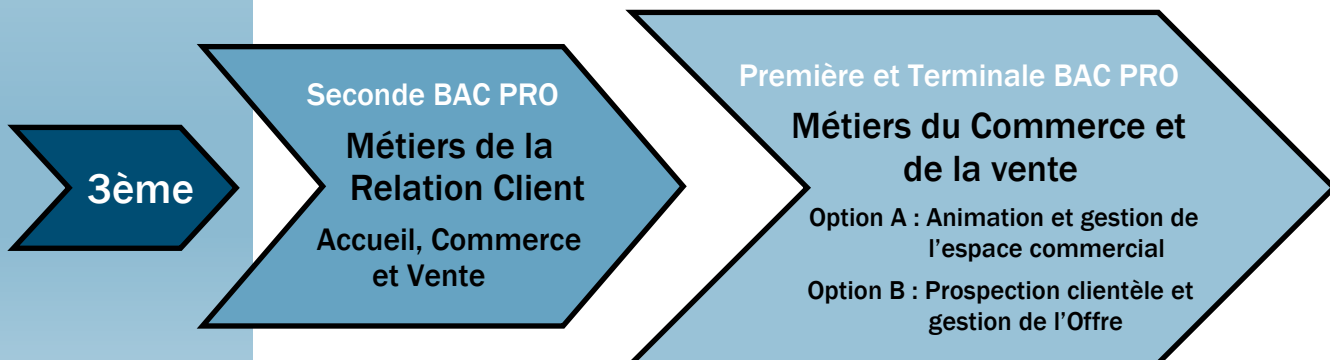 3ème
Seconde BAC PRO
Métiers de la
Relation Client
Accueil, Commerce
et Vente
Première et Terminale BAC PRO
Métiers du Commerce et
de la vente
Option A : Animation et gestion de
l'espace commercial
Option B : Prospection clientèle et
gestion de l'Offre